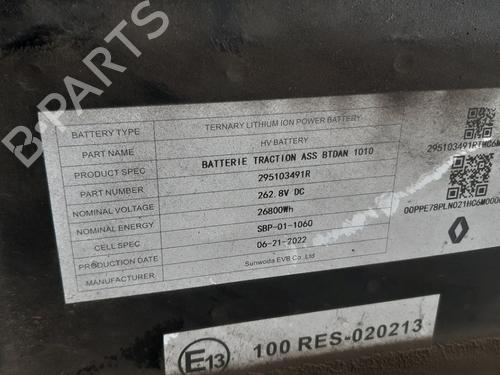 BATTERY TYPE TERNARY LITHIUM ION POWER BATTERY
PART NAME HV BATTERY
PRODUCT SPEC BATTERIE TRACTION ASS BTDAN 1010
PART NUMBER 295103491R
NOMINAL VOLTAGE 262.8V DC
NOMINAL ENERGY 26800Wh
CELL SPEC SBP-01-1060
PRODUCTION DATE 06-21-2022
MANUFACTURER Sunwoda EVB Co.,Ltd
E13
100 RES-020213
B-PARTS